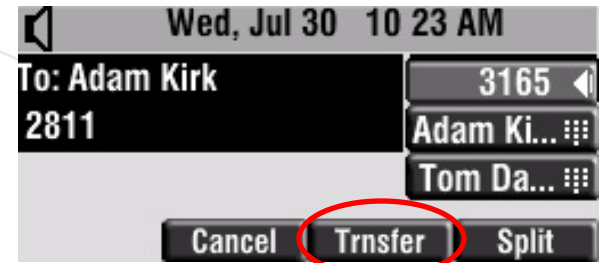 Wed, Jul 30 10 23 AM
To: Adam Kirk
2811
3165
Adam Ki...
Tom Da...
Cancel Trnsfer Split